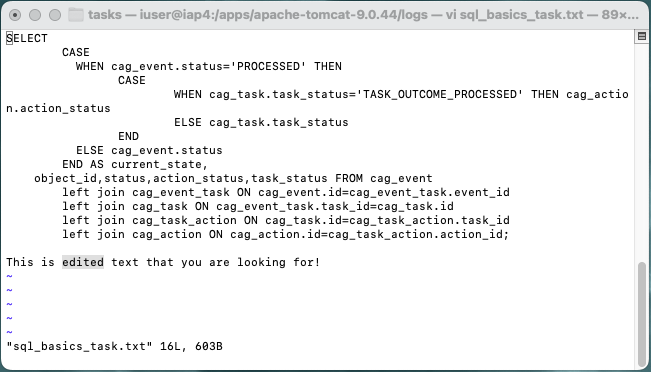 tasks — iuser@iap4:/apps/apache-tomcat-9.0.44/logs — vi sql_basics_task.txt — 89×...
SELECT
        CASE
          WHEN cag_event.status='PROCESSED' THEN
                CASE
                        WHEN cag_task.task_status='TASK_OUTCOME_PROCESSED' THEN cag_actio
n.action_status
                        ELSE cag_task.task_status
                END
          ELSE cag_event.status
        END AS current_state,
    object_id,status,action_status,task_status FROM cag_event
        left join cag_event_task ON cag_event.id=cag_event_task.event_id
        left join cag_task ON cag_event_task.task_id=cag_task.id
        left join cag_task_action ON cag_task.id=cag_task_action.task_id
        left join cag_action ON cag_action.id=cag_task_action.action_id;

This is edited text that you are looking for!
~
~
~
~
~
"sql_basics_task.txt" 16L, 603B